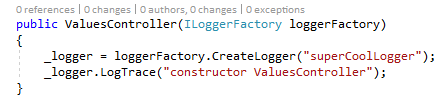 0 references | 0 changes | 0 authors, 0 changes | 0 exceptions
public ValuesController(ILoggerFactory loggerFactory)
{
_logger = loggerFactory.CreateLogger("superCoolLogger");
_logger.LogTrace("constructor ValuesController");
}